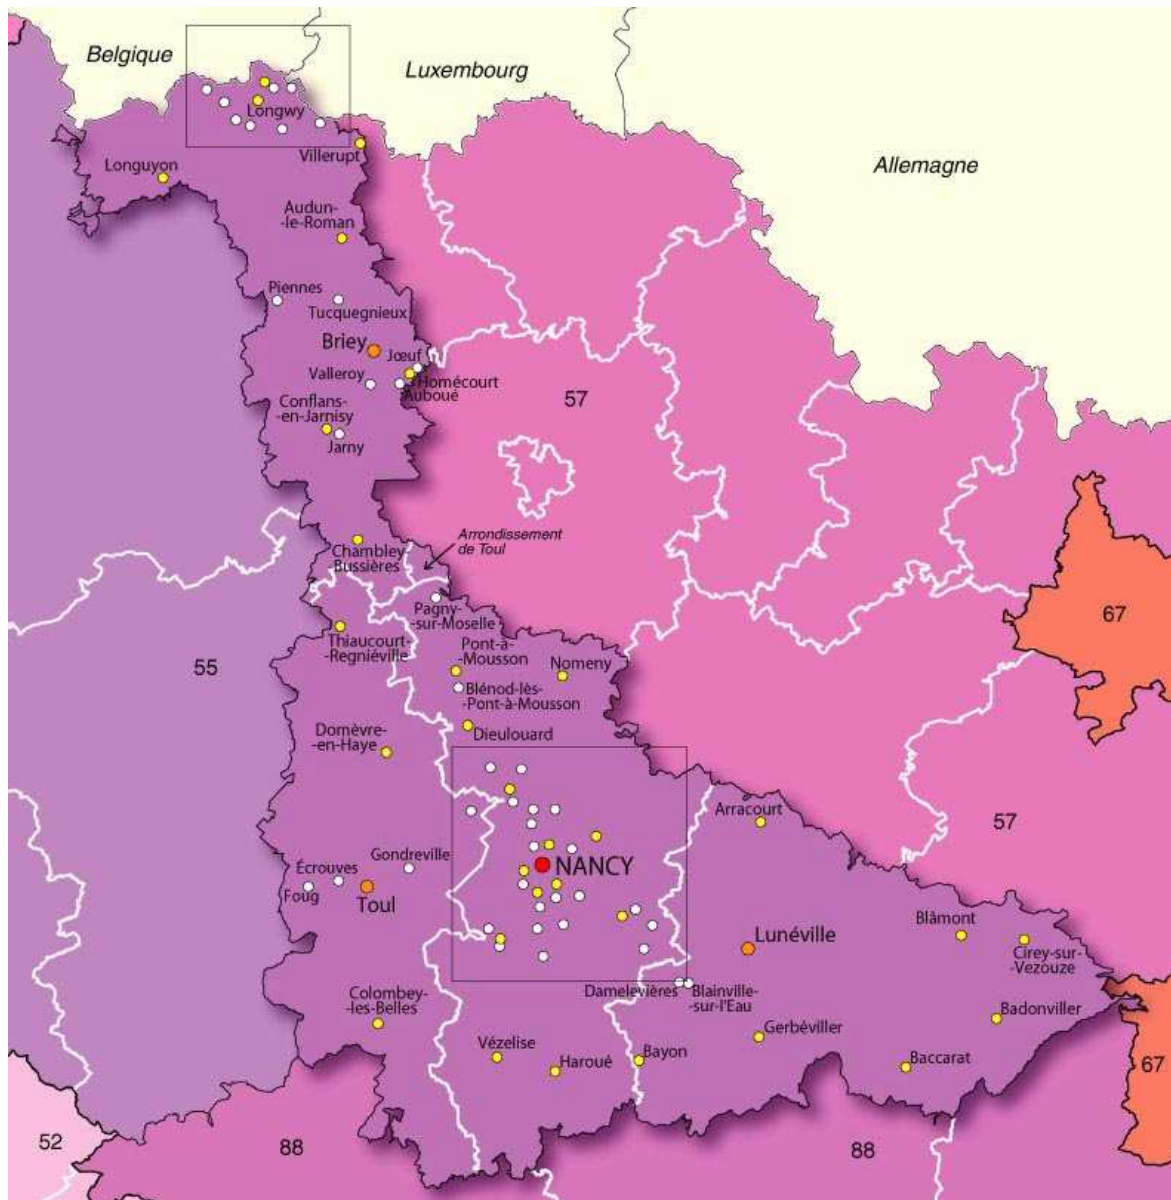 Belgique
Luxembourg
Allemagne
Longwy
Villerupt
Longuyon
Audun-
-le-Roman
Piennes
Tucquegnieux
Briey
Jœuf
Valleroy
Homécourt
Auboué
Conflans-
-en-Jarnisy
Jarny
57
Arrondissement
de Toul
Chambley
Bussières
Pagny-
-sur-Moselle
67
Thiaucourt-
-Regniéville
55
Pont-à-
-Mousson
Nomeny
Blénod-lès-
-Pont-à-Mousson
Domèvre-
-en-Haye
Dieulouard
Arracourt
57
Gondreville
Écrouves
Foug
Toul
NANCY
Blâmont
Lunéville
Cirey-sur-
-Vezouze
Damelevières
Blainville-
-sur-l'Eau
Colombey-
-les-Belles
Badonviller
Gerbéviller
Vézelise
Haroué
Bayon
Baccarat
67
52
88
88